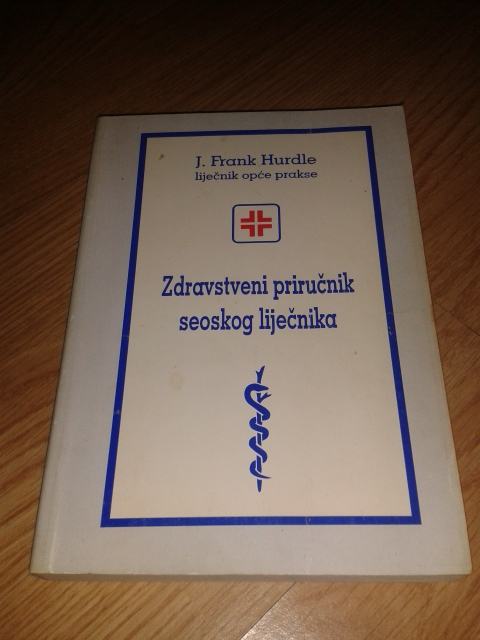 J. Frank Hurdle
liječnik opće prakse
Zdravstveni priručnik
seoskog liječnika